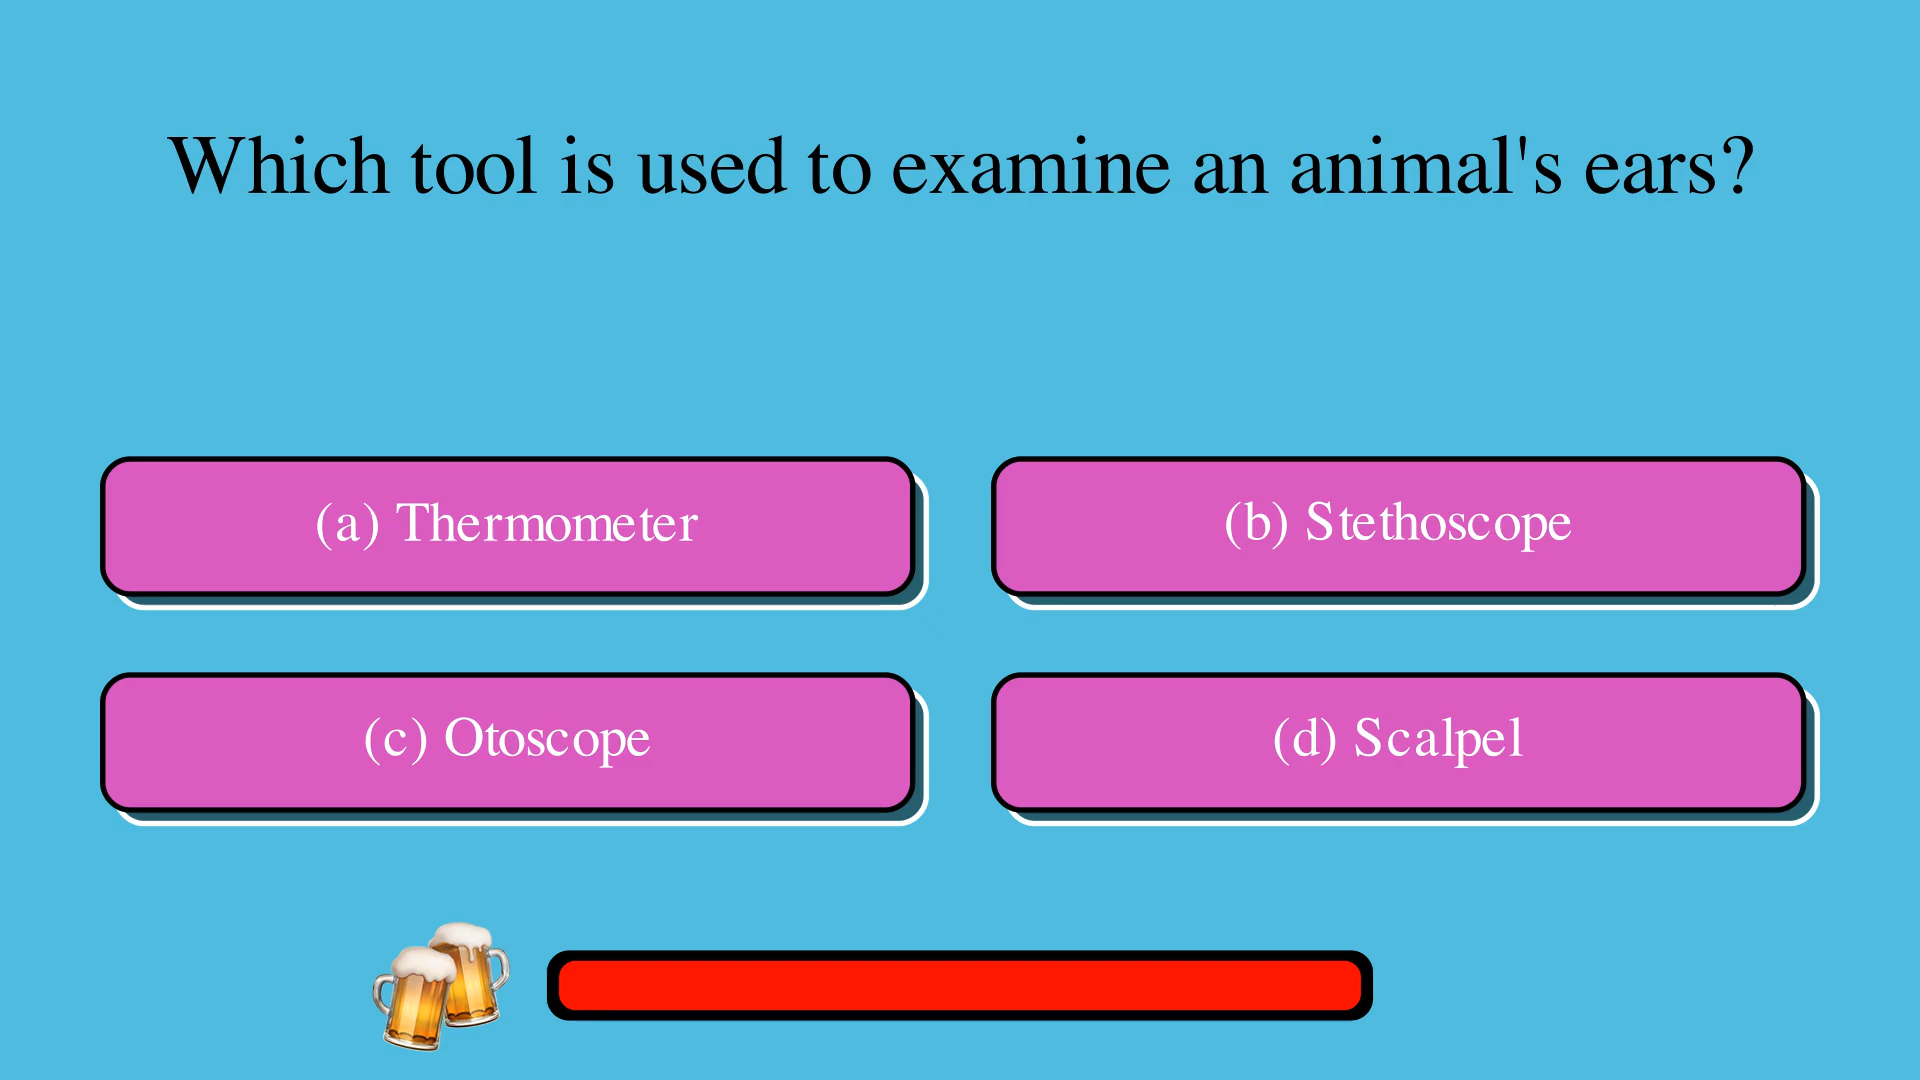 Which tool is used to examine an animal's ears?
(a) Thermometer
(b) Stethoscope
(c) Otoscope
(d) Scalpel